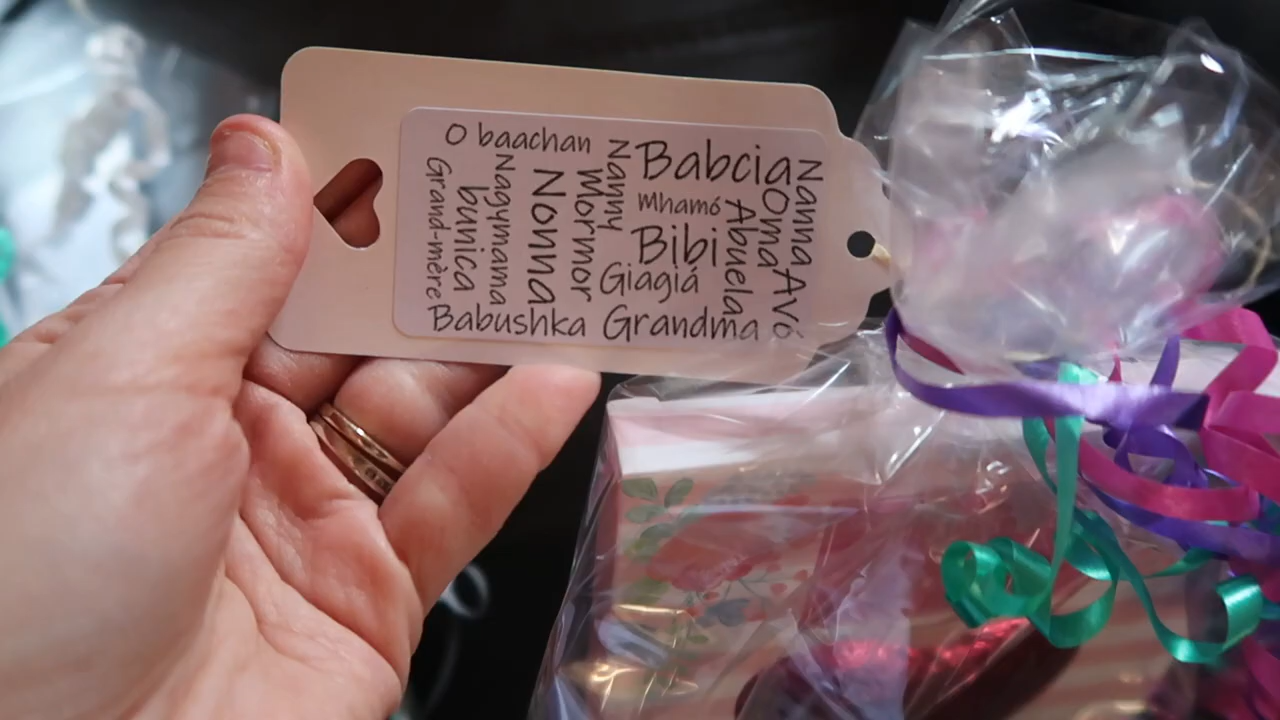 O baachan
Nanny
Babcia
Nanna
Grand-mère
bunica
Nagymama
Nonna
Mormor
Mhamó
Oma
Abuela
Bibi
Giagiá
Avó
Babushka
Grandma